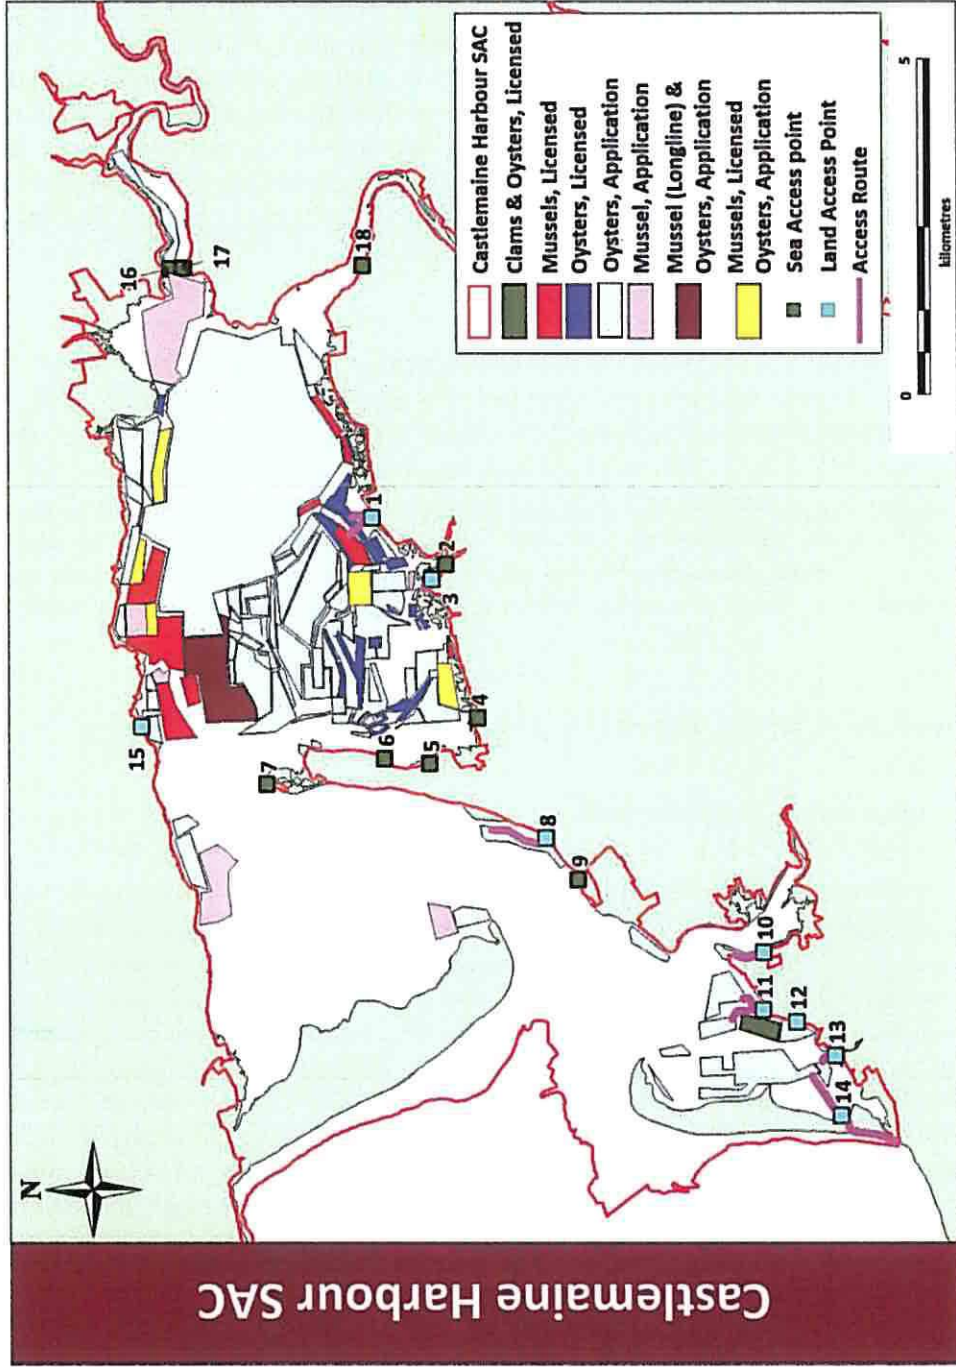 Castlemaine Harbour SAC
N
Castlemaine Harbour SAC
Clams & Oysters, Licensed
Mussels, Licensed
Oysters, Licensed
Oysters, Application
Mussel, Application
Mussel (Longline) &
Oysters, Application
Mussels, Licensed
Oysters, Application
Sea Access point
Land Access Point
Access Route
0
5
kilometres
1
2
3
4
5
6
7
8
9
10
11
12
13
14
15
16
17
18